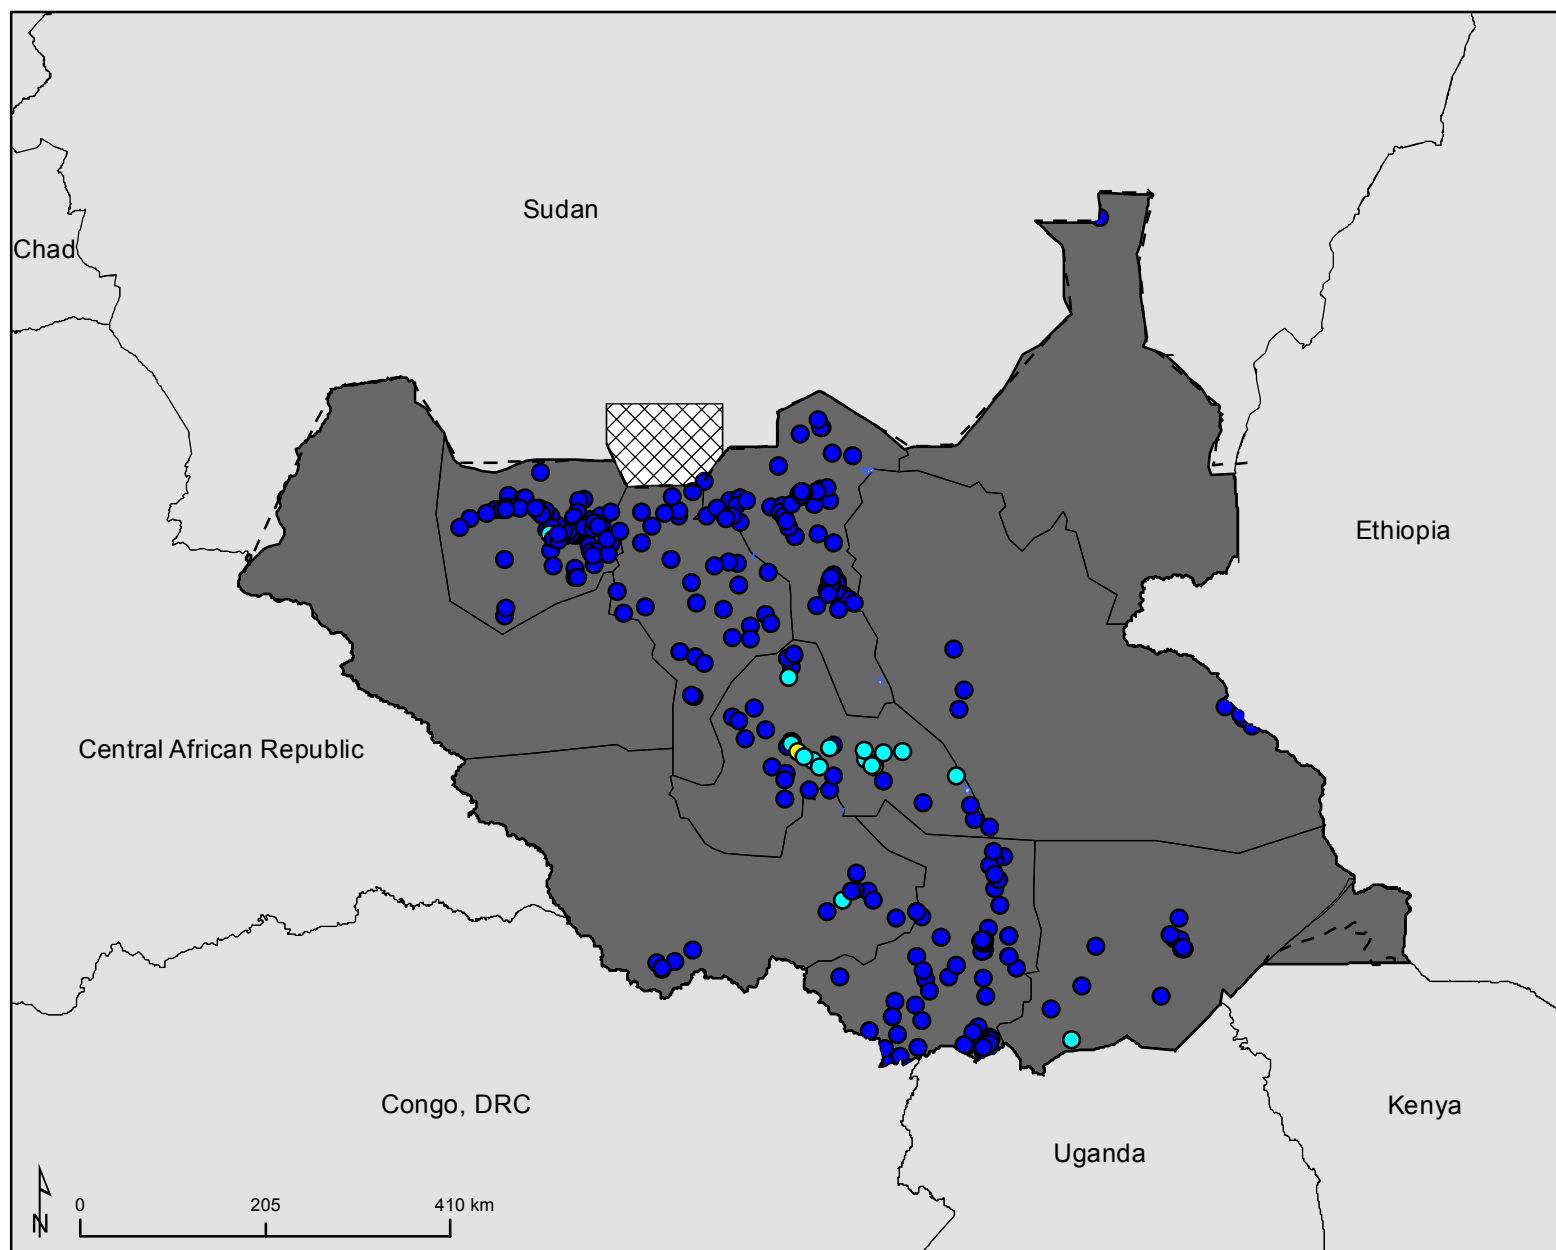 Sudan
Chad
Ethiopia
Central African Republic
Congo, DRC
Kenya
Uganda
0 205 410 km
N